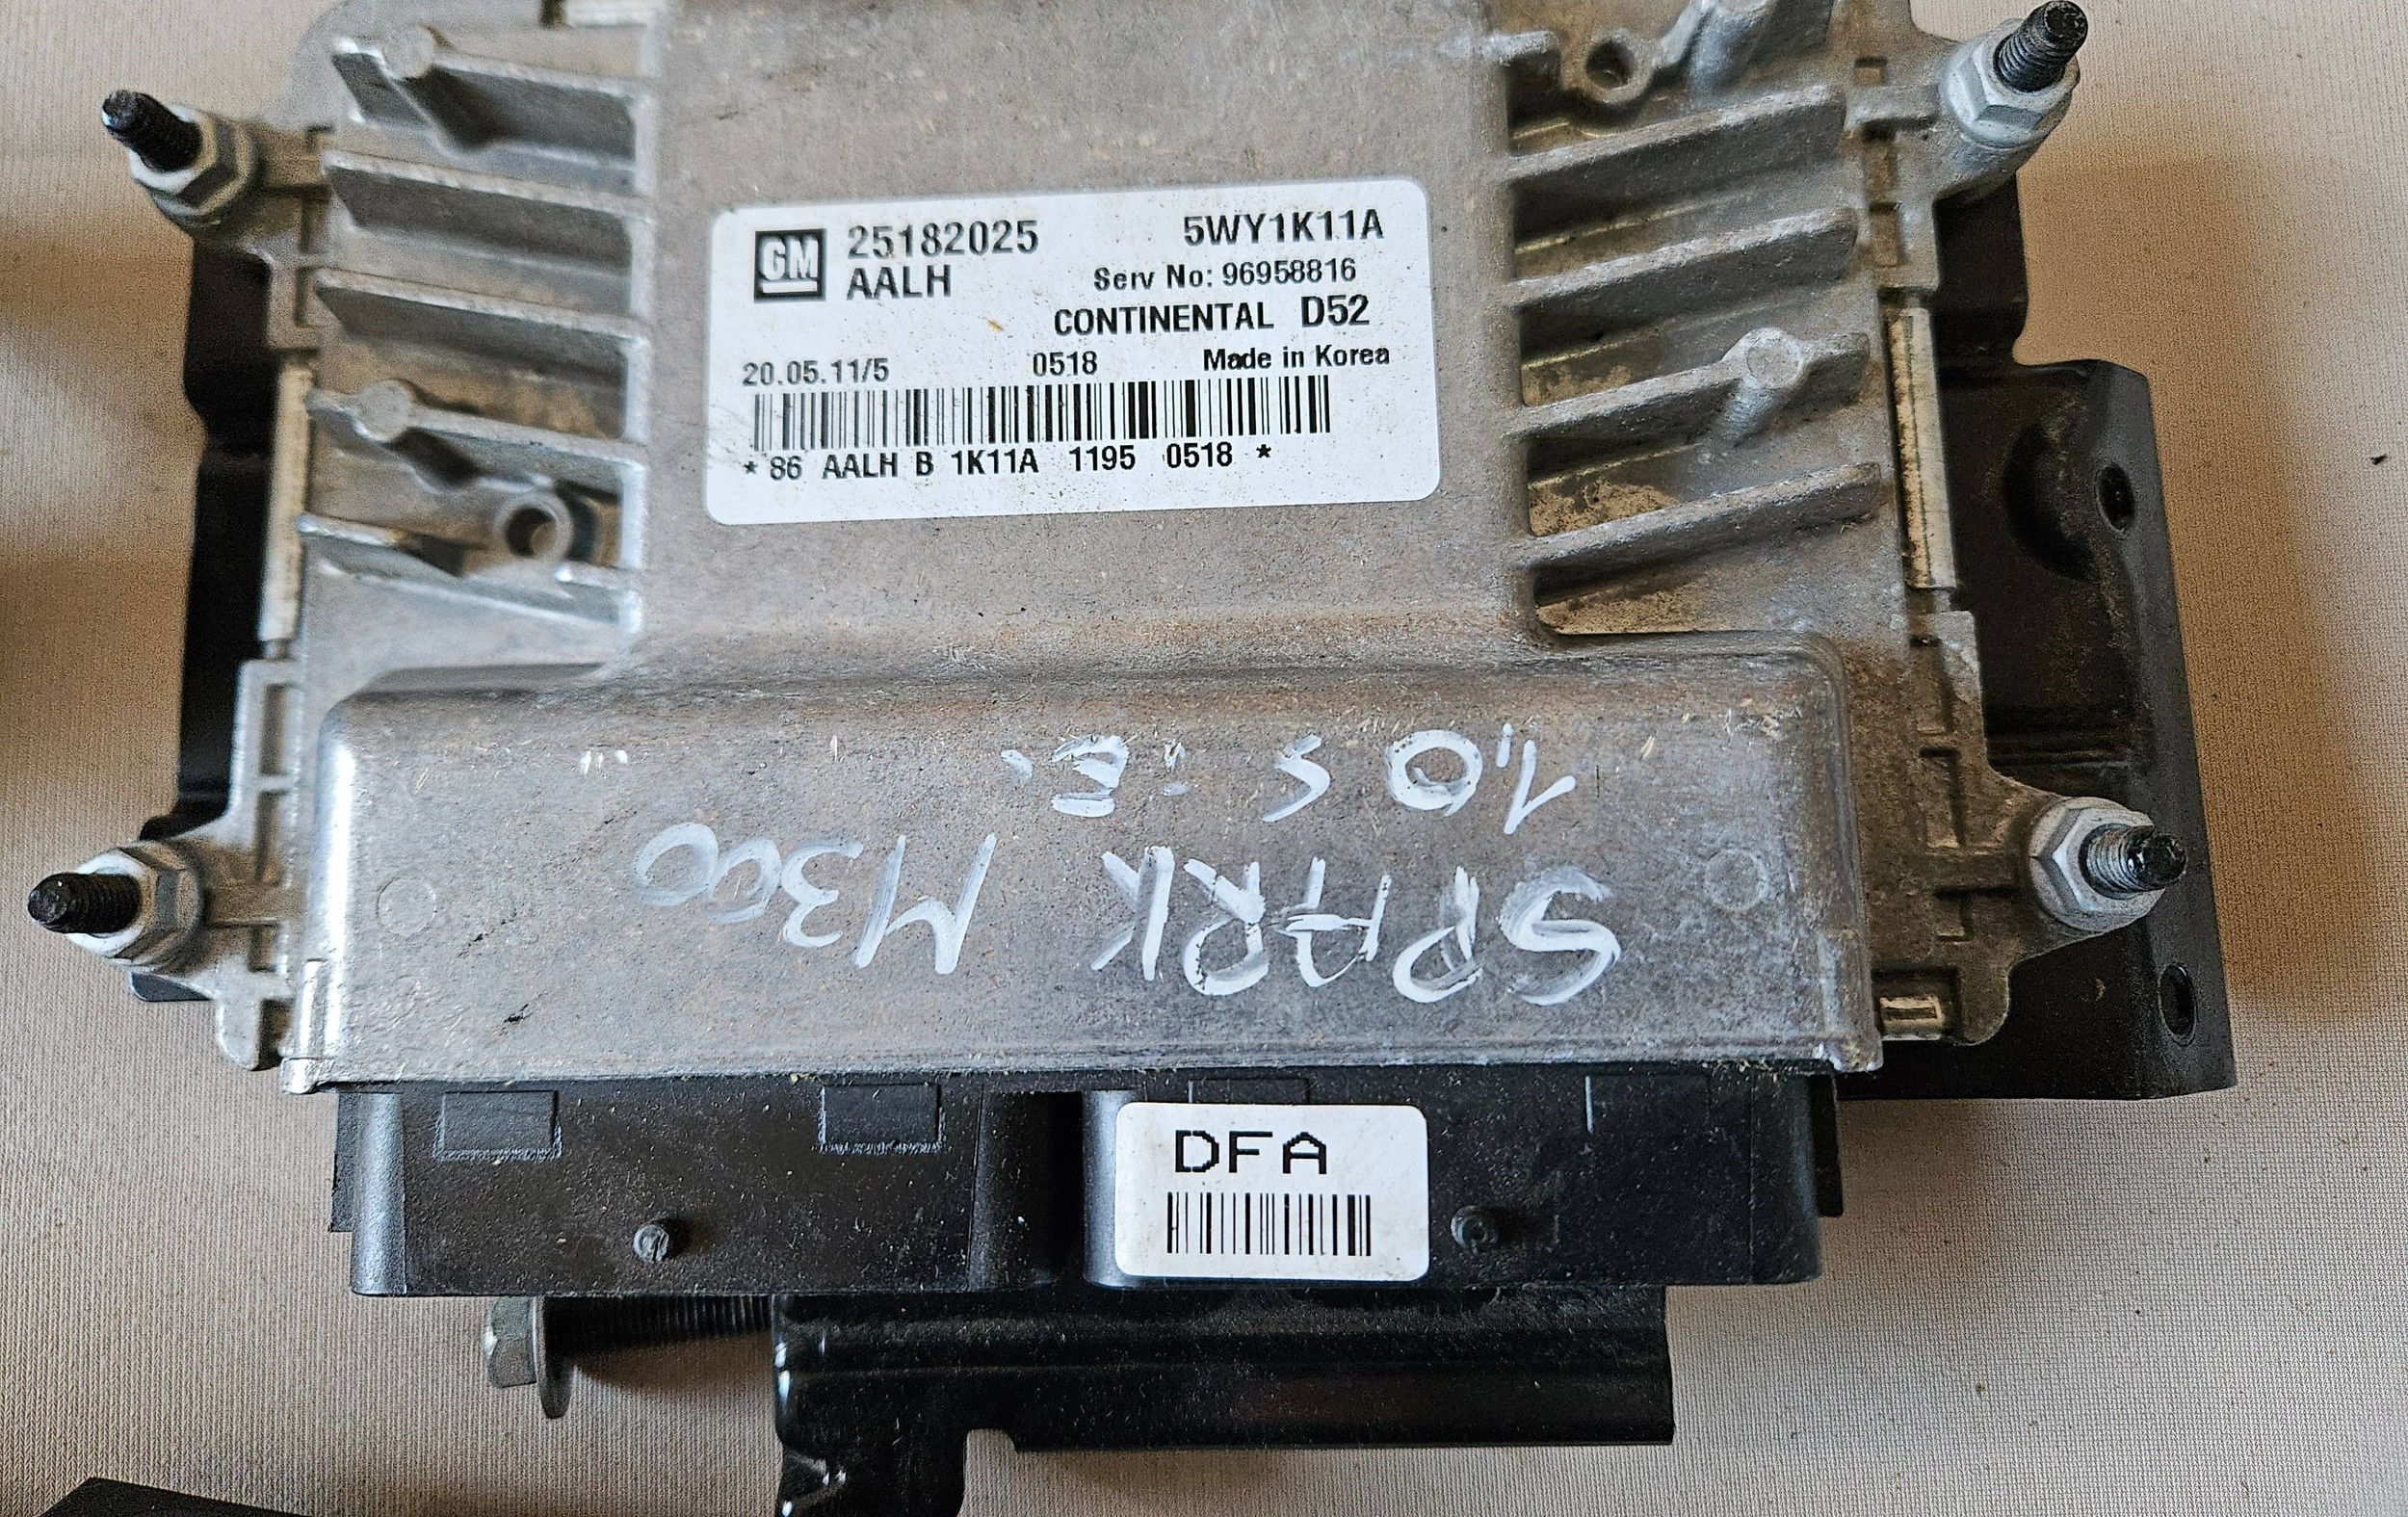 GM 25182025 5WY1K11A
AALH Serv No: 96958816
CONTINENTAL D52
20.05.11/5 0518 Made in Korea
* 86 AALH B 1K11A 1195 0518 *
SPARK M300
1.0 S "E"
DFA